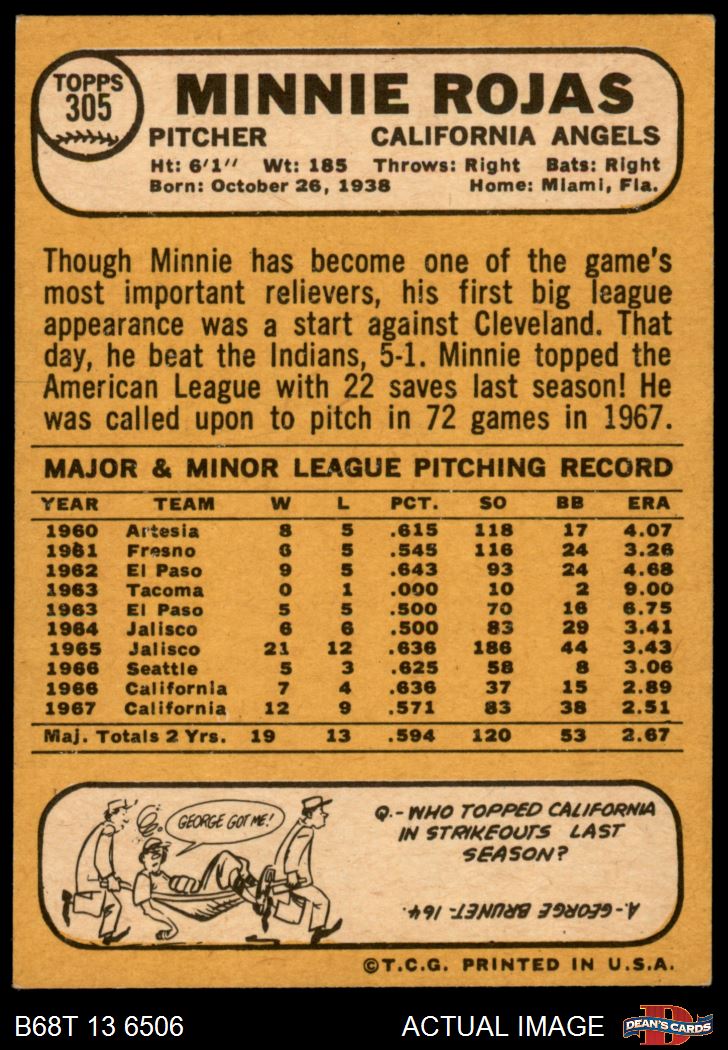 TOPPS
305
MINNIE ROJAS
PITCHER CALIFORNIA ANGELS
Ht: 6'1" Wt: 185 Throws: Right Bats: Right
Born: October 26, 1938 Home: Miami, Fla.
Though Minnie has become one of the game's
most important relievers, his first big league
appearance was a start against Cleveland. That
day, he beat the Indians, 5-1. Minnie topped the
American League with 22 saves last season! He
was called upon to pitch in 72 games in 1967.
MAJOR & MINOR LEAGUE PITCHING RECORD
YEAR TEAM W L PCT. SO BB ERA
1960 Artesia 8 5 .615 118 17 4.07
1961 Fresno 6 5 .545 116 24 3.26
1962 El Paso 9 5 .643 93 24 4.68
1963 Tacoma 0 1 .000 10 2 9.00
1963 El Paso 5 5 .500 70 16 6.75
1964 Jalisco 6 6 .500 83 29 3.41
1965 Jalisco 21 12 .636 186 44 3.43
1966 Seattle 5 3 .625 58 8 3.06
1966 California 7 4 .636 37 15 2.89
1967 California 12 9 .571 83 38 2.51
Maj. Totals 2 Yrs. 19 13 .594 120 53 2.67
GEORGE GOT ME!
Q.-WHO TOPPED CALIFORNIA
IN STRIKEOUTS LAST
SEASON?
A.-GEORGE BRUNET-164.
©T.C.G. PRINTED IN U.S.A.
B68T 13 6506 ACTUAL IMAGE D DEAN'S CARDS